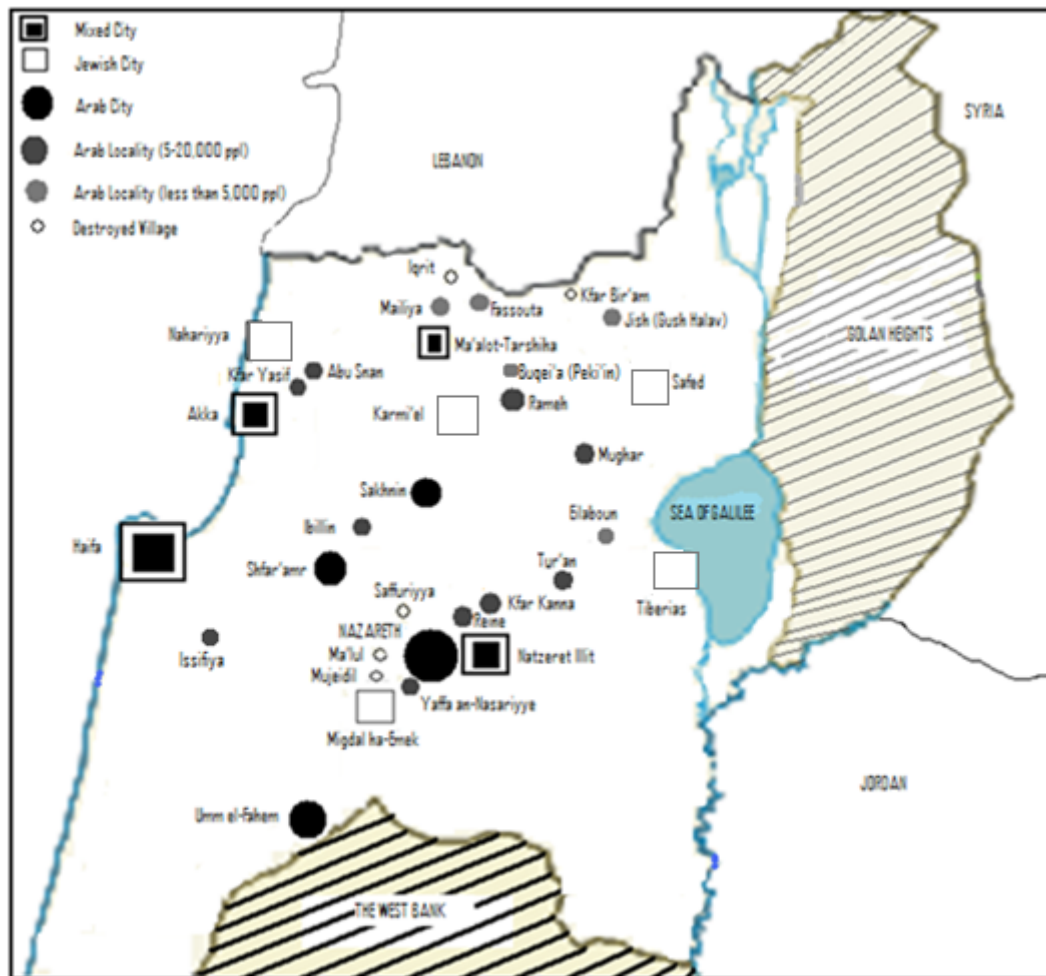 Mixed City
Jewish City
Arab City
Arab Locality (5-20,000 ppl)
Arab Locality (less than 5,000 ppl)
Destroyed Village
SYRIA
LEBANON
Iqrit
Kfar Bir'am
Mailiya
Fassouta
Jish (Gush Halav)
Nahariyya
Ma'alot-Tarshiha
GOLAN HEIGHTS
Kfar Yasif
Abu Snan
Buqei'a (Peki'in)
Safed
Akka
Karmi'el
Rameh
Mughar
Sakhnin
Ibillin
Eilaboun
SEA OF GALILEE
Haifa
Shfar'amr
Tur'an
Saffuriyya
Kfar Kanna
Tiberias
Reine
NAZARETH
Issifiya
Ma'lul
Natzeret Illit
Mujeidil
Yaffa an-Nasariyye
Migdal ha-Emek
JORDAN
Umm el-Fahem
THE WEST BANK